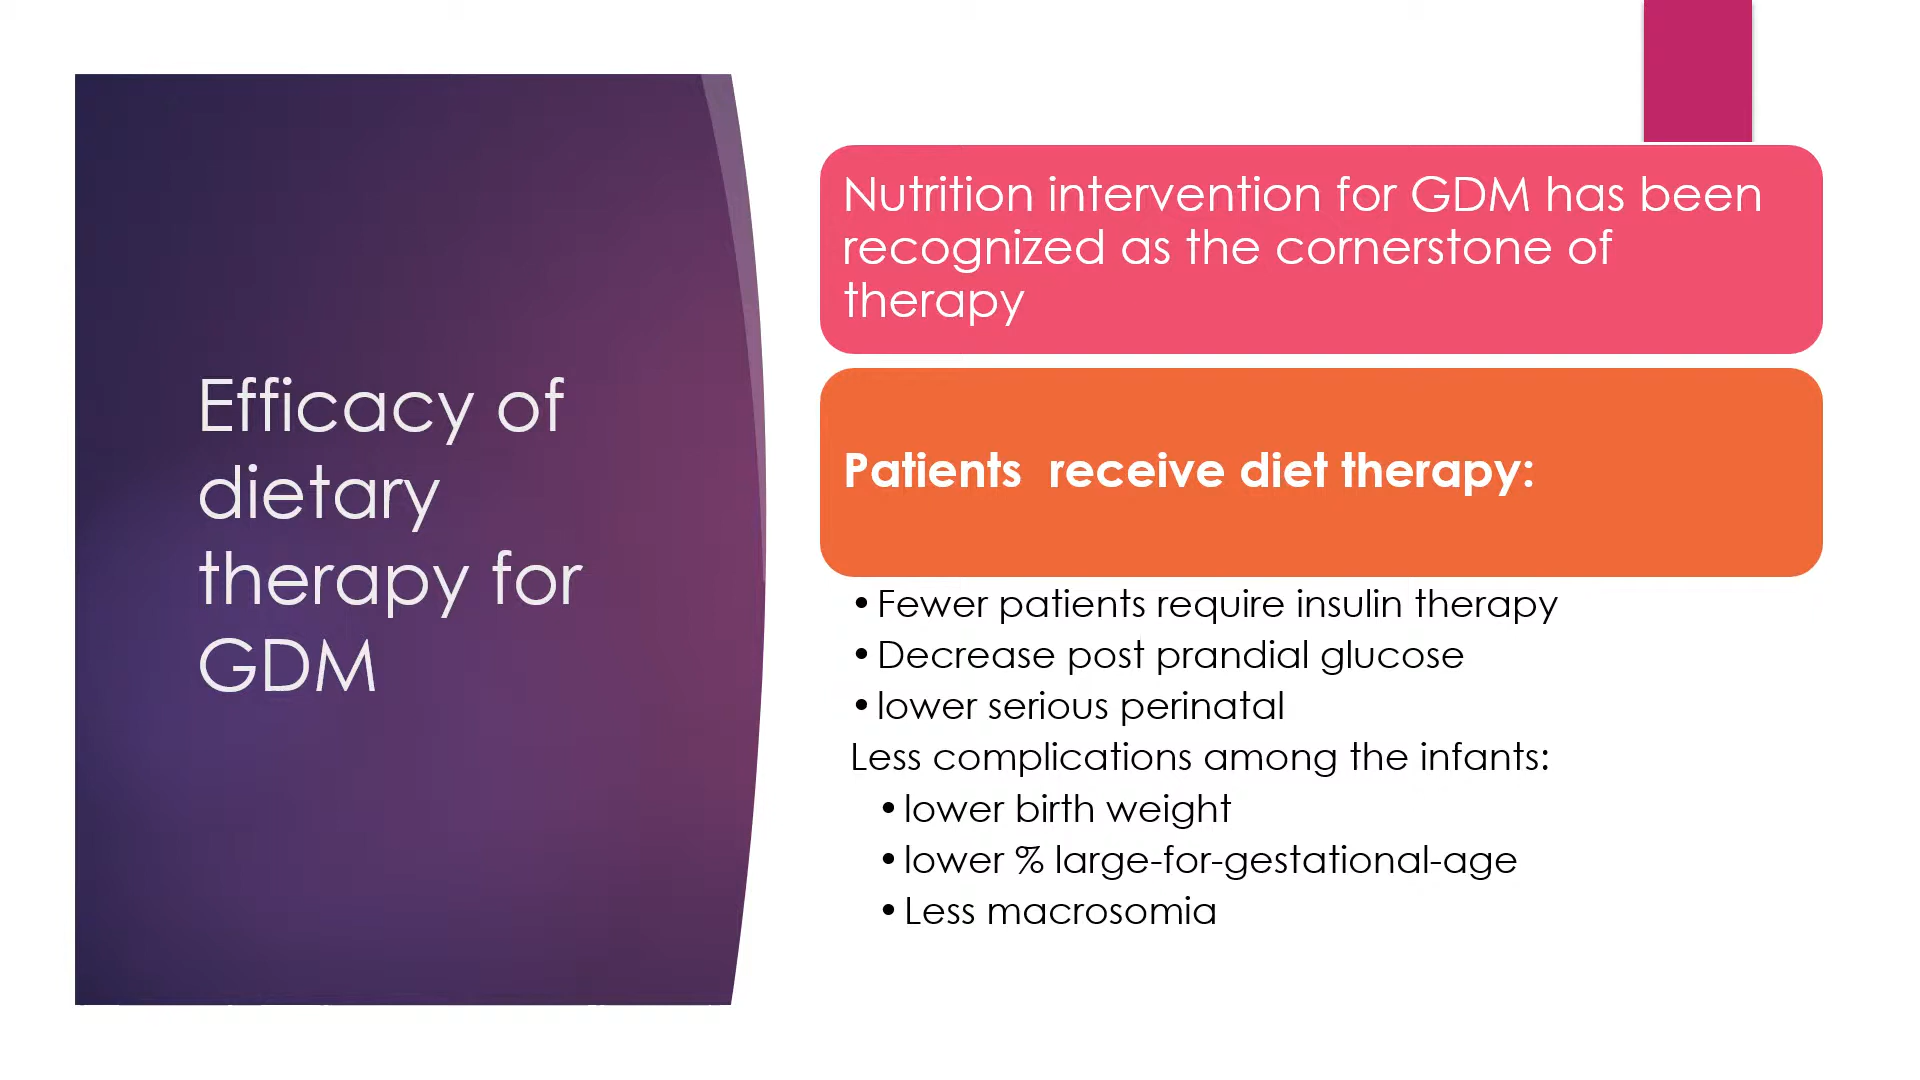 Efficacy of
dietary
therapy for
GDM
Nutrition intervention for GDM has been
recognized as the cornerstone of
therapy
Patients  receive diet therapy:
• Fewer patients require insulin therapy
• Decrease post prandial glucose
• lower serious perinatal
Less complications among the infants:
• lower birth weight
• lower % large-for-gestational-age
• Less macrosomia